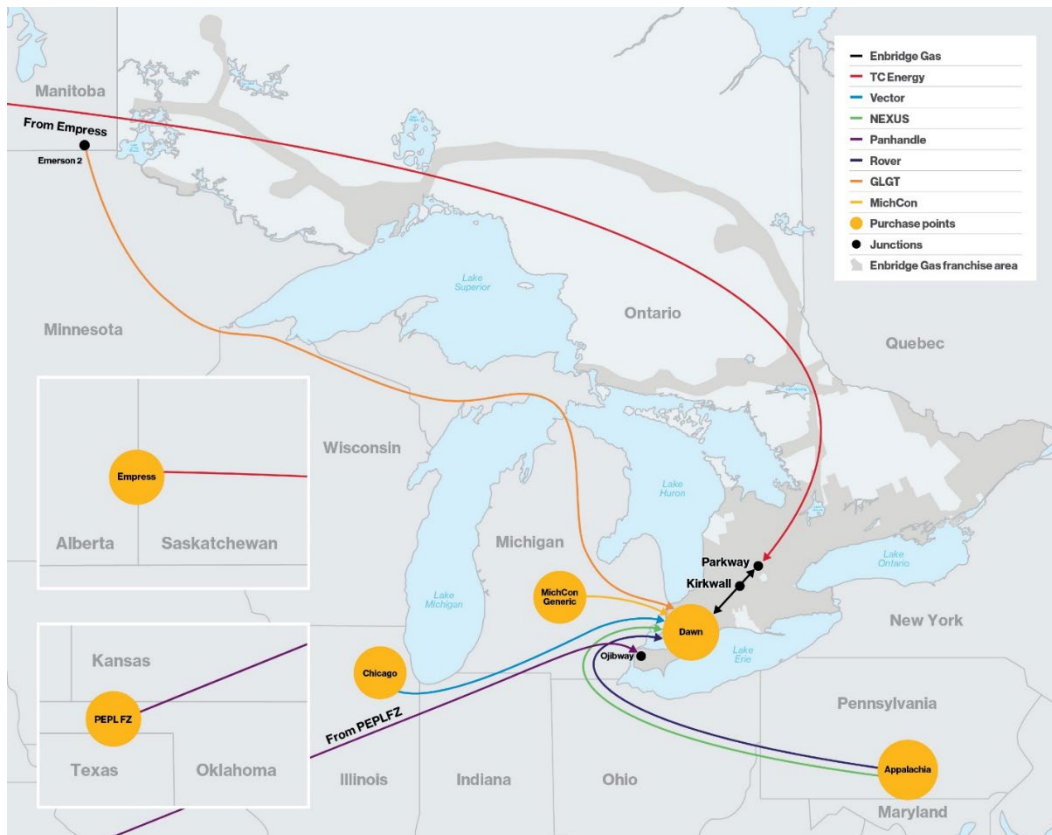 Enbridge Gas
TC Energy
Vector
NEXUS
Panhandle
Rover
GLGT
MichCon
Purchase points
Junctions
Enbridge Gas franchise area
Manitoba
From Empress
Emerson 2
Lake
Superior
Ontario
Minnesota
Quebec
Wisconsin
Empress
Alberta
Saskatchewan
Lake
Huron
Michigan
Parkway
Kirkwall
Lake
Ontario
MichCon
Generic
Lake
Michigan
Dawn
New York
Ojibway
Lake
Erie
Kansas
Chicago
PEPL FZ
From PEPLFZ
Pennsylvania
Texas
Oklahoma
Illinois
Indiana
Ohio
Appalachia
Maryland